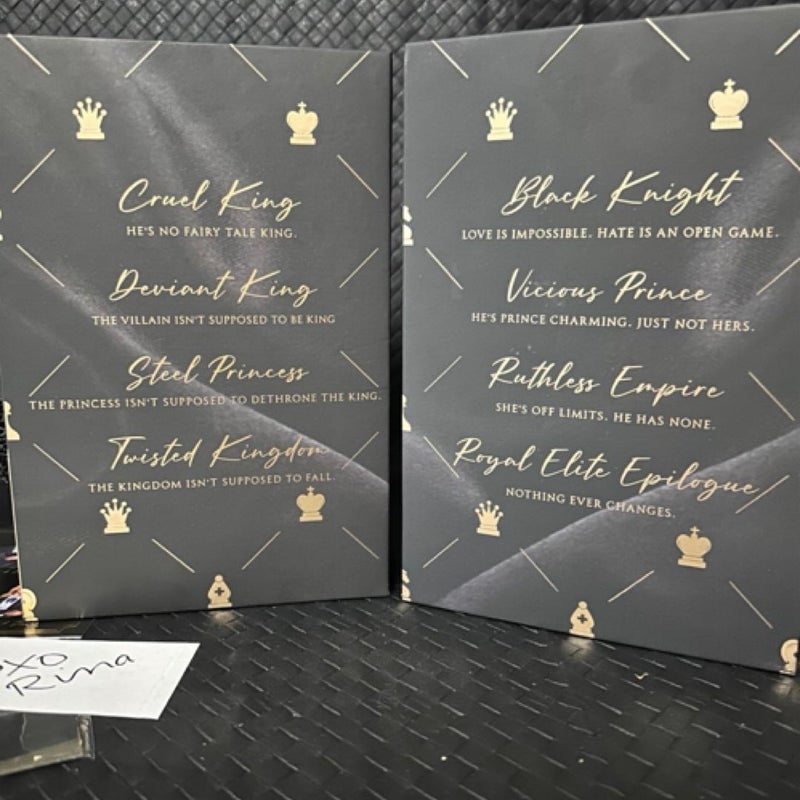 Cruel King
HE'S NO FAIRY TALE KING.
Deviant King
THE VILLAIN ISN'T SUPPOSED TO BE KING
Steel Princess
THE PRINCESS ISN'T SUPPOSED TO DETHRONE THE KING.
Twisted Kingdom
THE KINGDOM ISN'T SUPPOSED TO FALL.
Black Knight
LOVE IS IMPOSSIBLE. HATE IS AN OPEN GAME.
Vicious Prince
HE'S PRINCE CHARMING. JUST NOT HERS.
Ruthless Empire
SHE'S OFF LIMITS. HE HAS NONE.
Royal Elite Epilogue
NOTHING EVER CHANGES.
XO
Rina